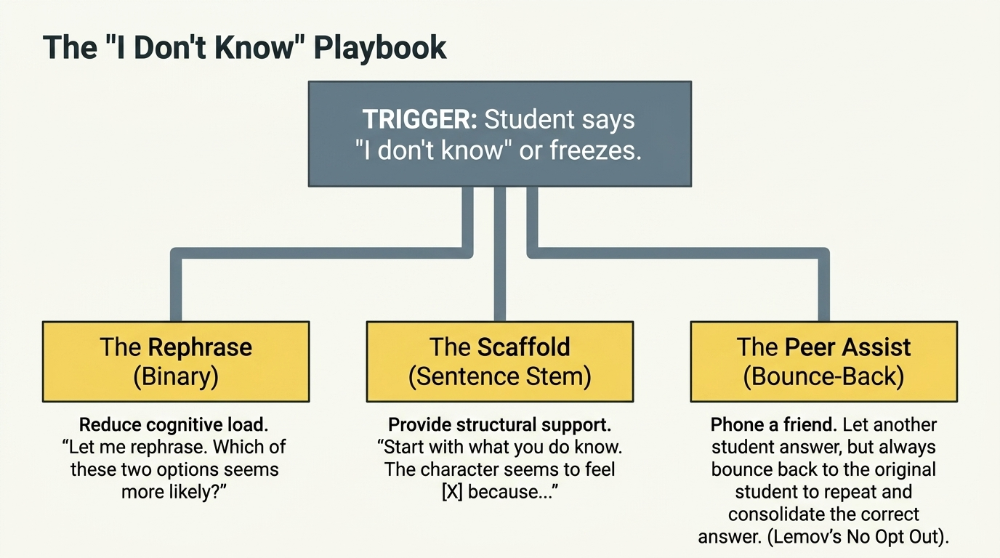 The "I Don't Know" Playbook
TRIGGER: Student says
"I don't know" or freezes.
The Rephrase
(Binary)
Reduce cognitive load.
“Let me rephrase. Which of
these two options seems
more likely?”
The Scaffold
(Sentence Stem)
Provide structural support.
“Start with what you do know.
The character seems to feel
[X] because...”
The Peer Assist
(Bounce-Back)
Phone a friend. Let another
student answer, but always
bounce back to the original
student to repeat and
consolidate the correct
answer. (Lemov’s No Opt Out).